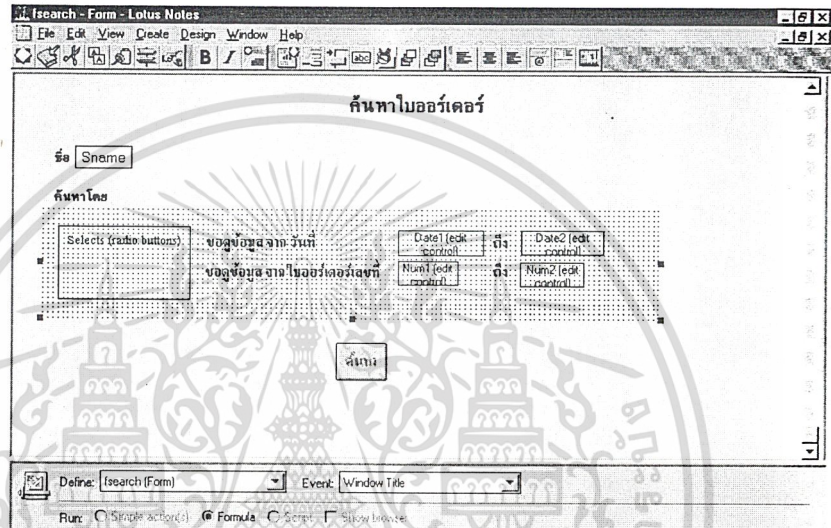 fsearch - Form - Lotus Notes
File Edit View Create Design Window Help
ค้นหาใบออร์เดอร์
ชื่อ Sname
ค้นหาโดย
Selects (radio buttons)
ขอดูข้อมูล จาก วันที่ Date1 (edit control) ถึง Date2 (edit control)
ขอดูข้อมูล จาก ใบออร์เดอร์เลขที่ Num1 (edit control) ถึง Num2 (edit control)
ค้นหา
Define: fsearch (Form) Event: Window Title
Run: Simple action(s) Formula Script Show browser